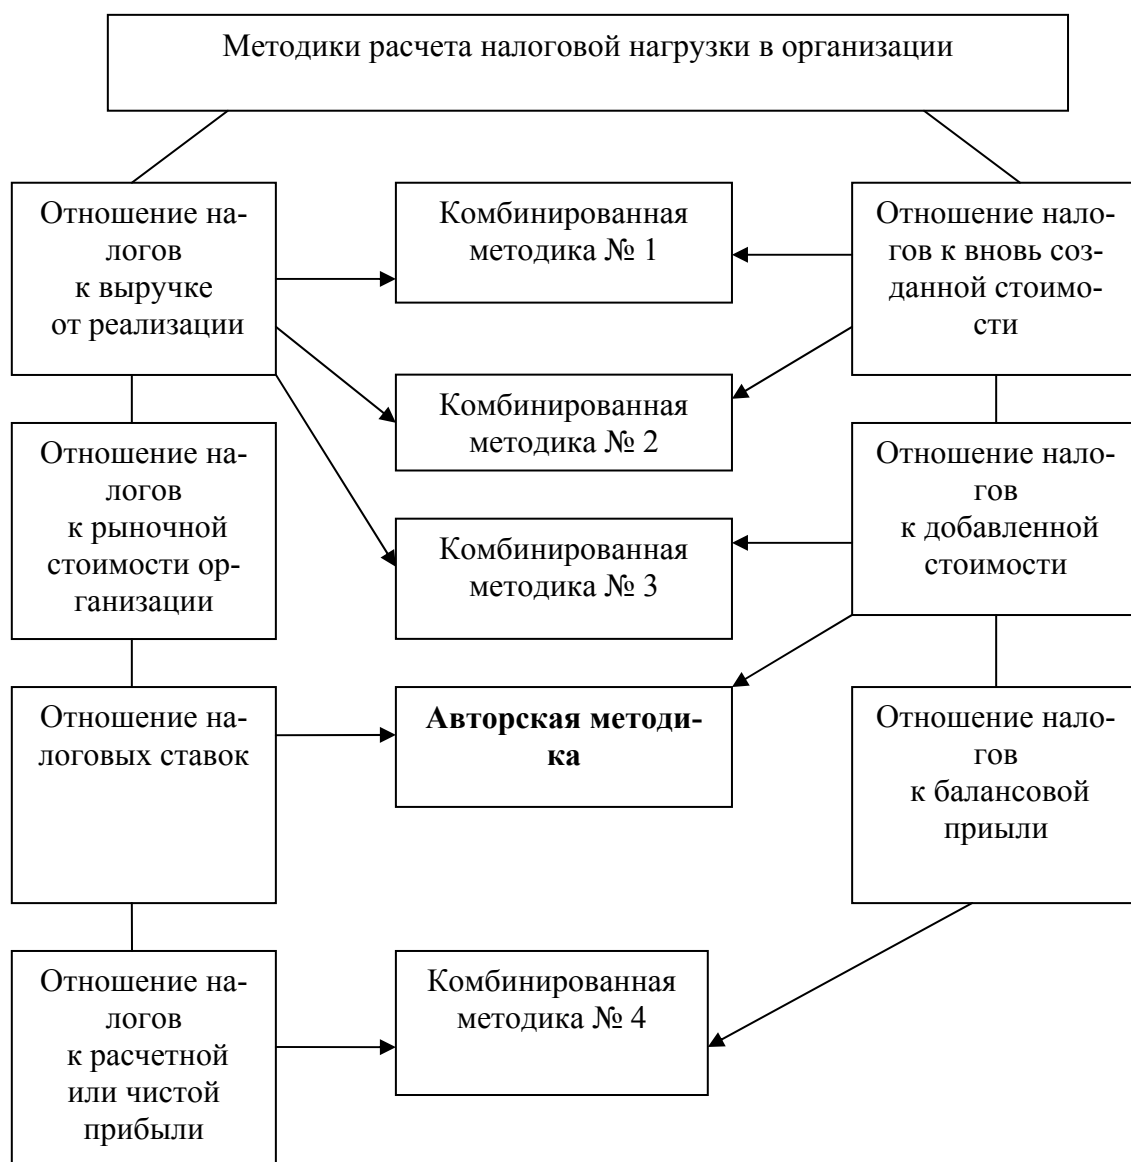 Методики расчета налоговой нагрузки в организации
Отношение на-
логов
к выручке
от реализации
Комбинированная
методика № 1
Отношение нало-
гов к вновь соз-
данной стоимо-
сти
Комбинированная
методика № 2
Отношение на-
логов
к рыночной
стоимости ор-
ганизации
Отношение нало-
гов
к добавленной
стоимости
Комбинированная
методика № 3
Отношение на-
логовых ставок
Авторская методи-
ка
Отношение нало-
гов
к балансовой
приыли
Отношение на-
логов
к расчетной
или чистой
прибыли
Комбинированная
методика № 4